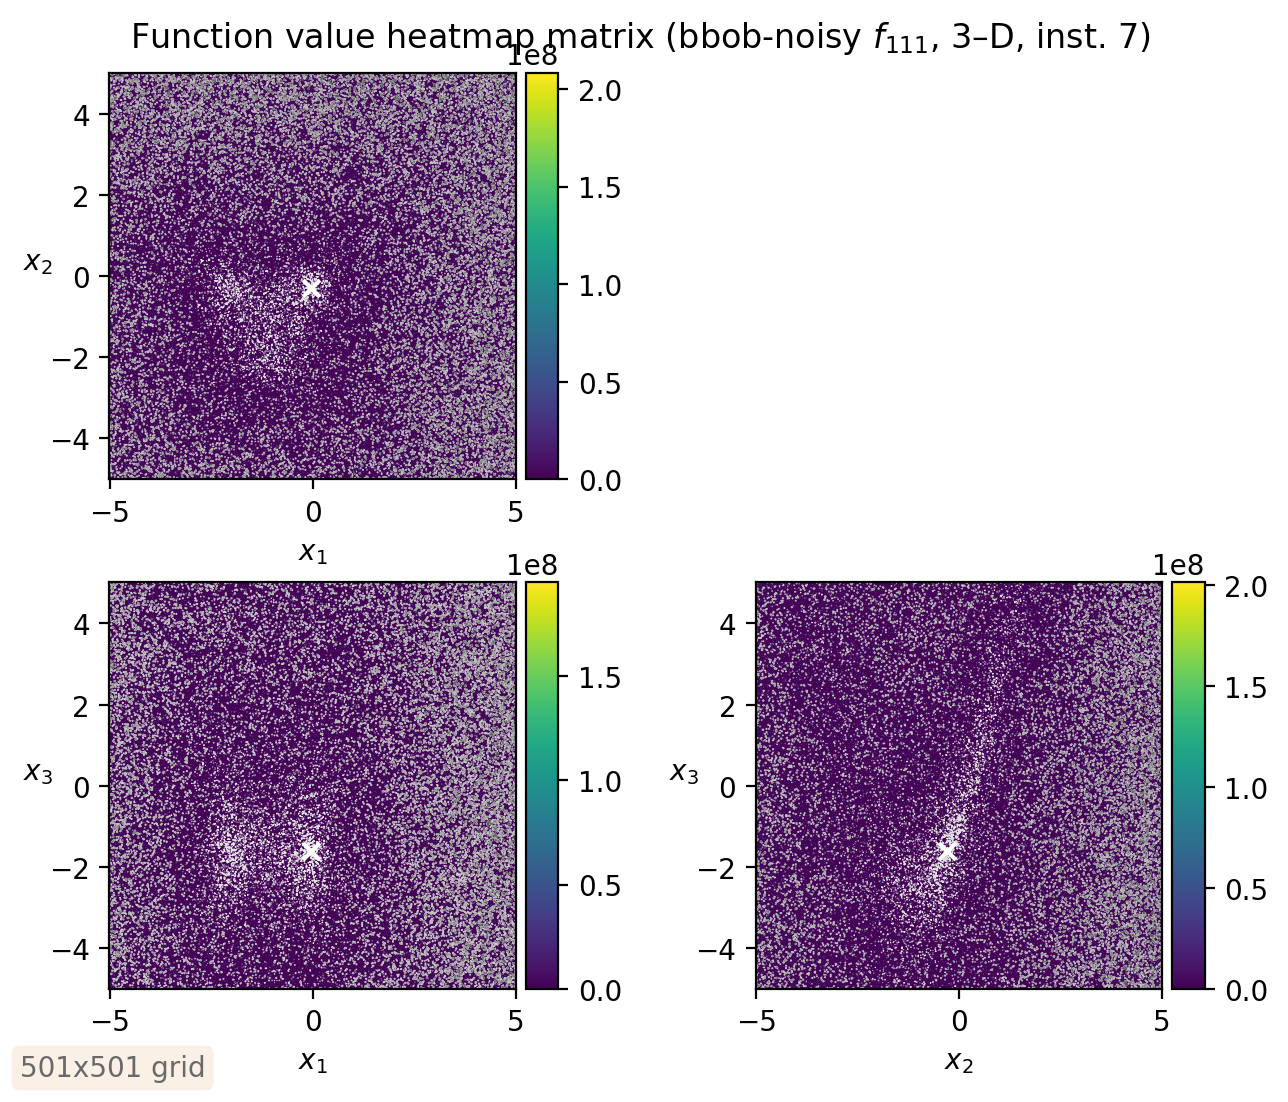 Function value heatmap matrix (bbob-noisy f₁₁₁, 3–D, inst. 7)
1e8
2.0
1.5
1.0
0.5
0.0
4
2
0
−2
−4
x₂
−5 0 5
x₁
1e8
1.5
1.0
0.5
0.0
4
2
0
−2
−4
x₃
−5 0 5
x₁
1e8
2.0
1.5
1.0
0.5
0.0
4
2
0
−2
−4
x₃
−5 0 5
x₂
501x501 grid